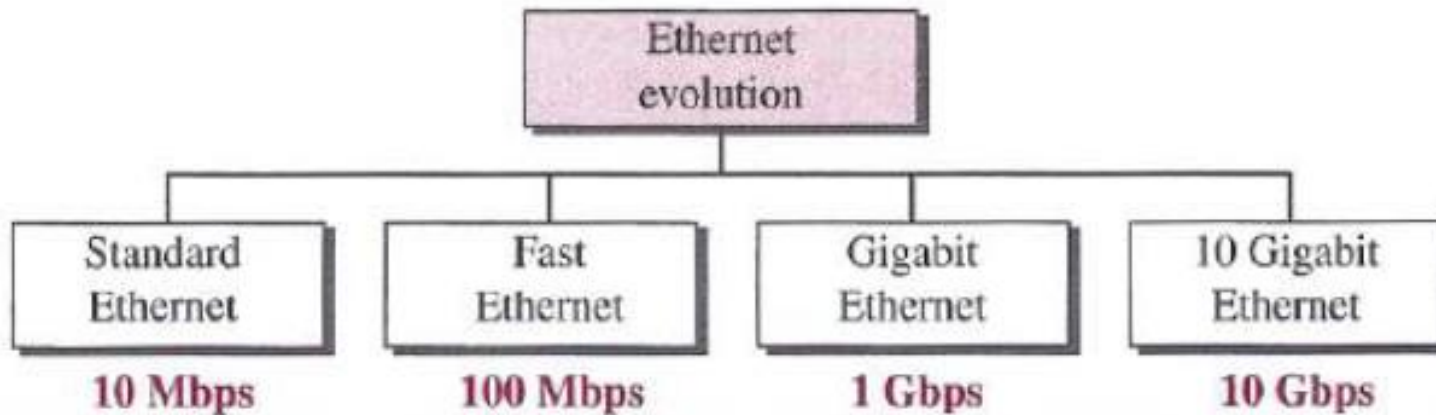 Ethernet
evolution
Standard
Ethernet
Fast
Ethernet
Gigabit
Ethernet
10 Gigabit
Ethernet
10 Mbps
100 Mbps
1 Gbps
10 Gbps